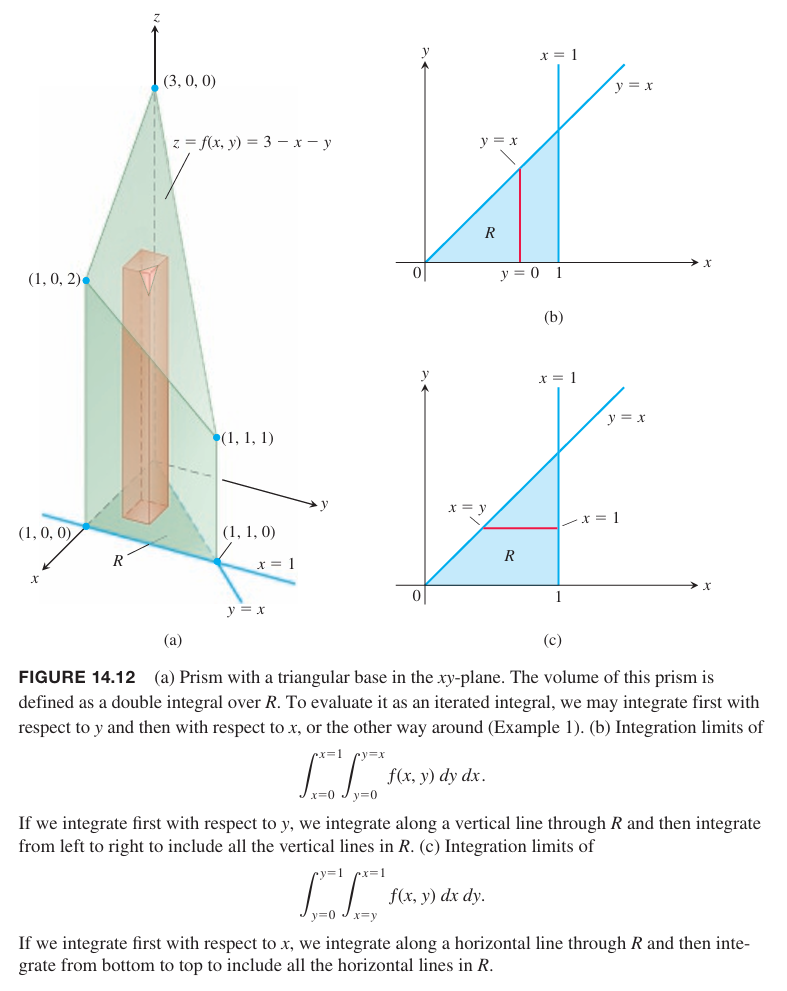 z
(3, 0, 0)
z = f(x, y) = 3 − x − y
(1, 0, 2)
(1, 1, 1)
y
(1, 0, 0)
(1, 1, 0)
R
x = 1
x
y = x
(a)
y
x = 1
y = x
y = x
R
0
y = 0
1
x
(b)
y
x = 1
y = x
x = y
x = 1
R
0
1
x
(c)
FIGURE 14.12 (a) Prism with a triangular base in the xy-plane. The volume of this prism is
defined as a double integral over R. To evaluate it as an iterated integral, we may integrate first with
respect to y and then with respect to x, or the other way around (Example 1). (b) Integration limits of
∫_{x=0}^{x=1} ∫_{y=0}^{y=x} f(x, y) dy dx.
If we integrate first with respect to y, we integrate along a vertical line through R and then integrate
from left to right to include all the vertical lines in R. (c) Integration limits of
∫_{y=0}^{y=1} ∫_{x=y}^{x=1} f(x, y) dx dy.
If we integrate first with respect to x, we integrate along a horizontal line through R and then inte-
grate from bottom to top to include all the horizontal lines in R.